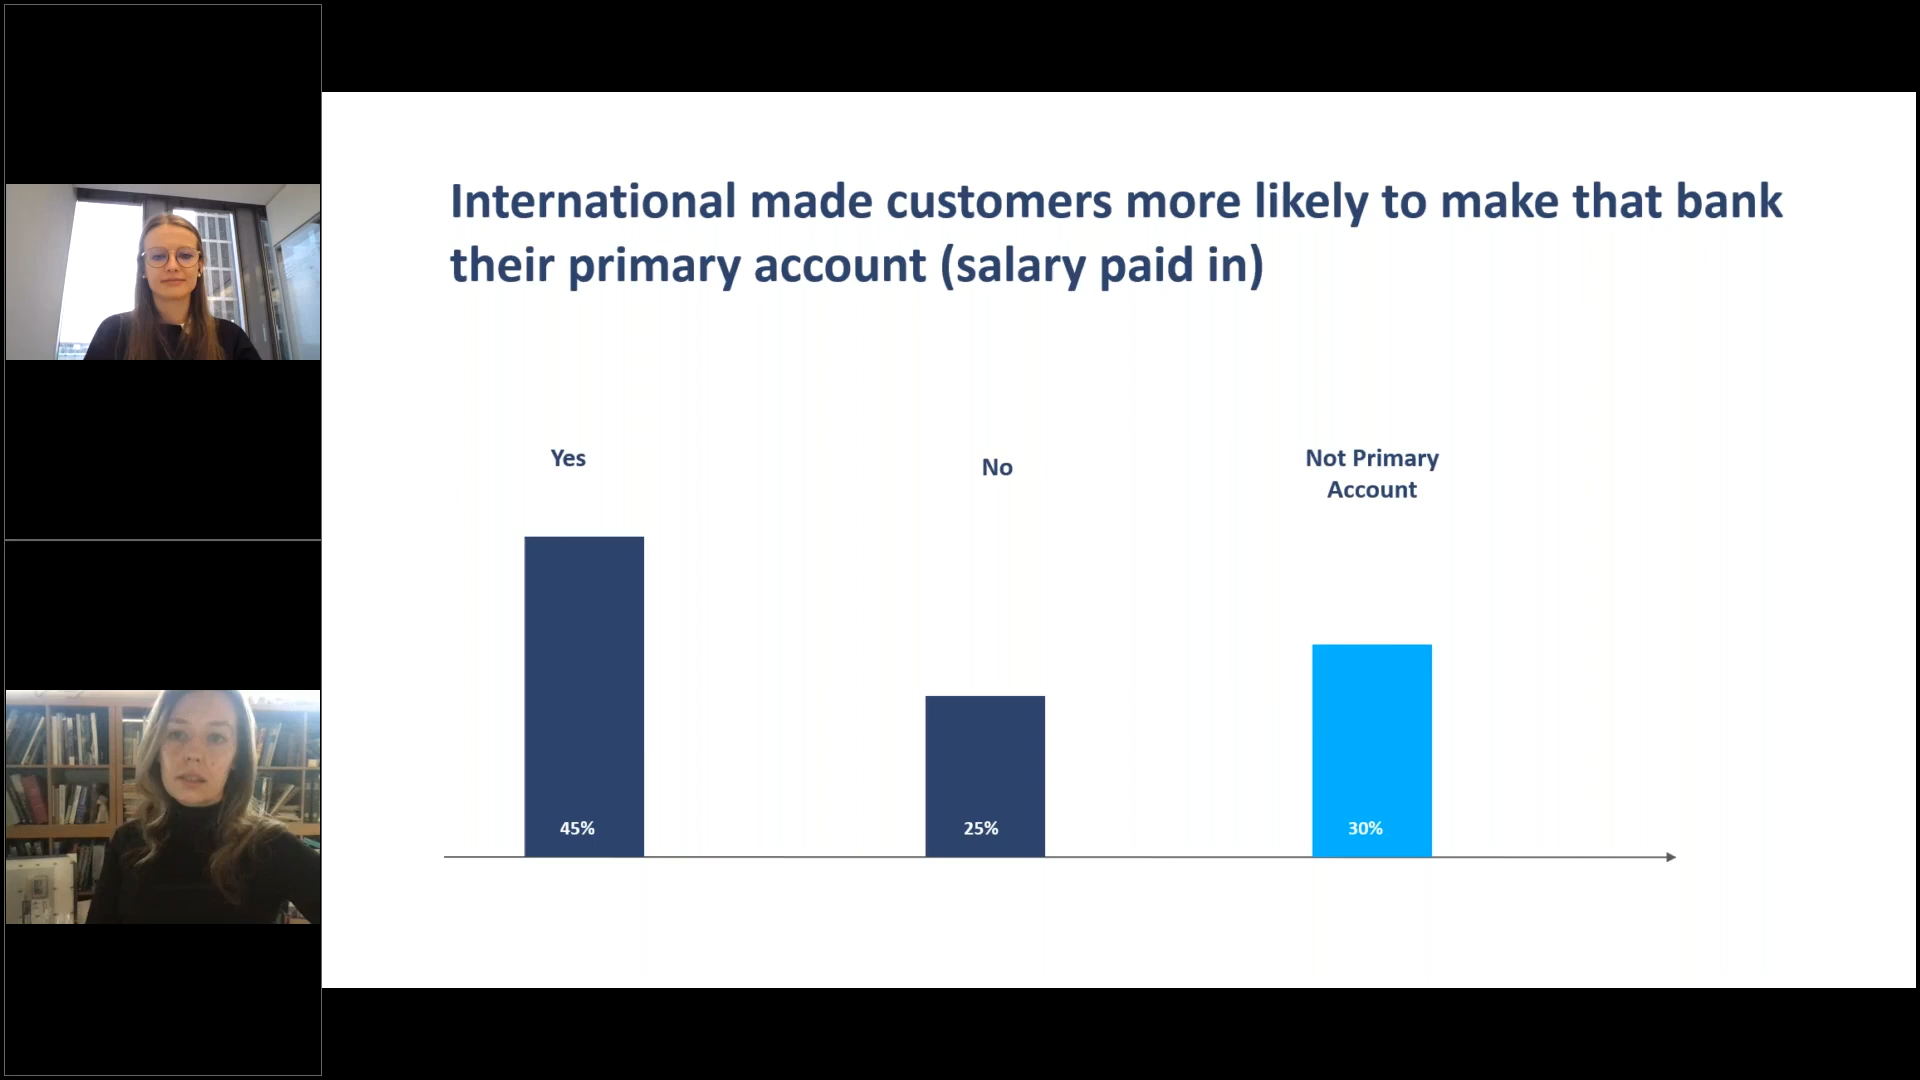 International made customers more likely to make that bank
their primary account (salary paid in)
Yes
No
Not Primary
Account
45%
25%
30%